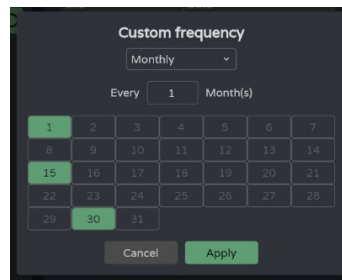 Custom frequency
Monthly
Every 1 Month(s)
1 2 3 4 5 6 7
8 9 10 11 12 13 14
15 16 17 18 19 20 21
22 23 24 25 26 27 28
29 30 31
Cancel Apply